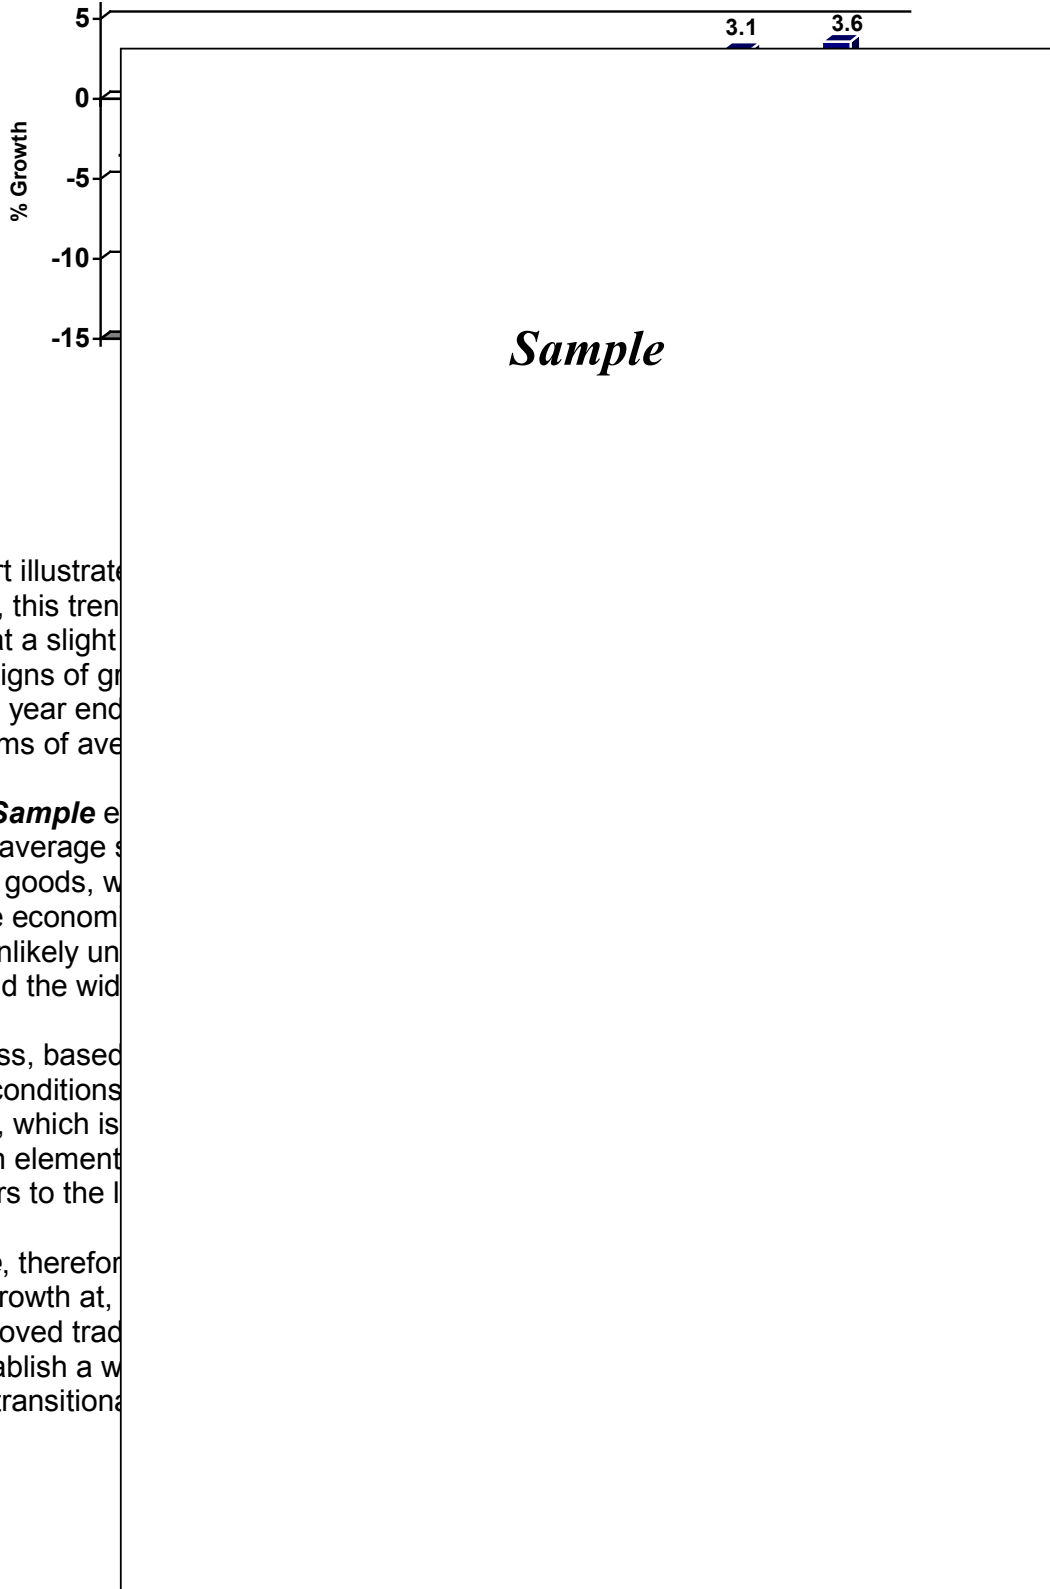 5
3.1
3.6
0
% Growth
-5
-10
-15
Sample
illustrate
, this tren
at a slight
igns of gr
year end
ms of ave
Sample e
average s
goods, w
e economi
nlikely un
d the wid
ss, based
conditions
, which is
n element
rs to the l
e, therefor
rowth at,
oved trad
ablish a w
transitiona